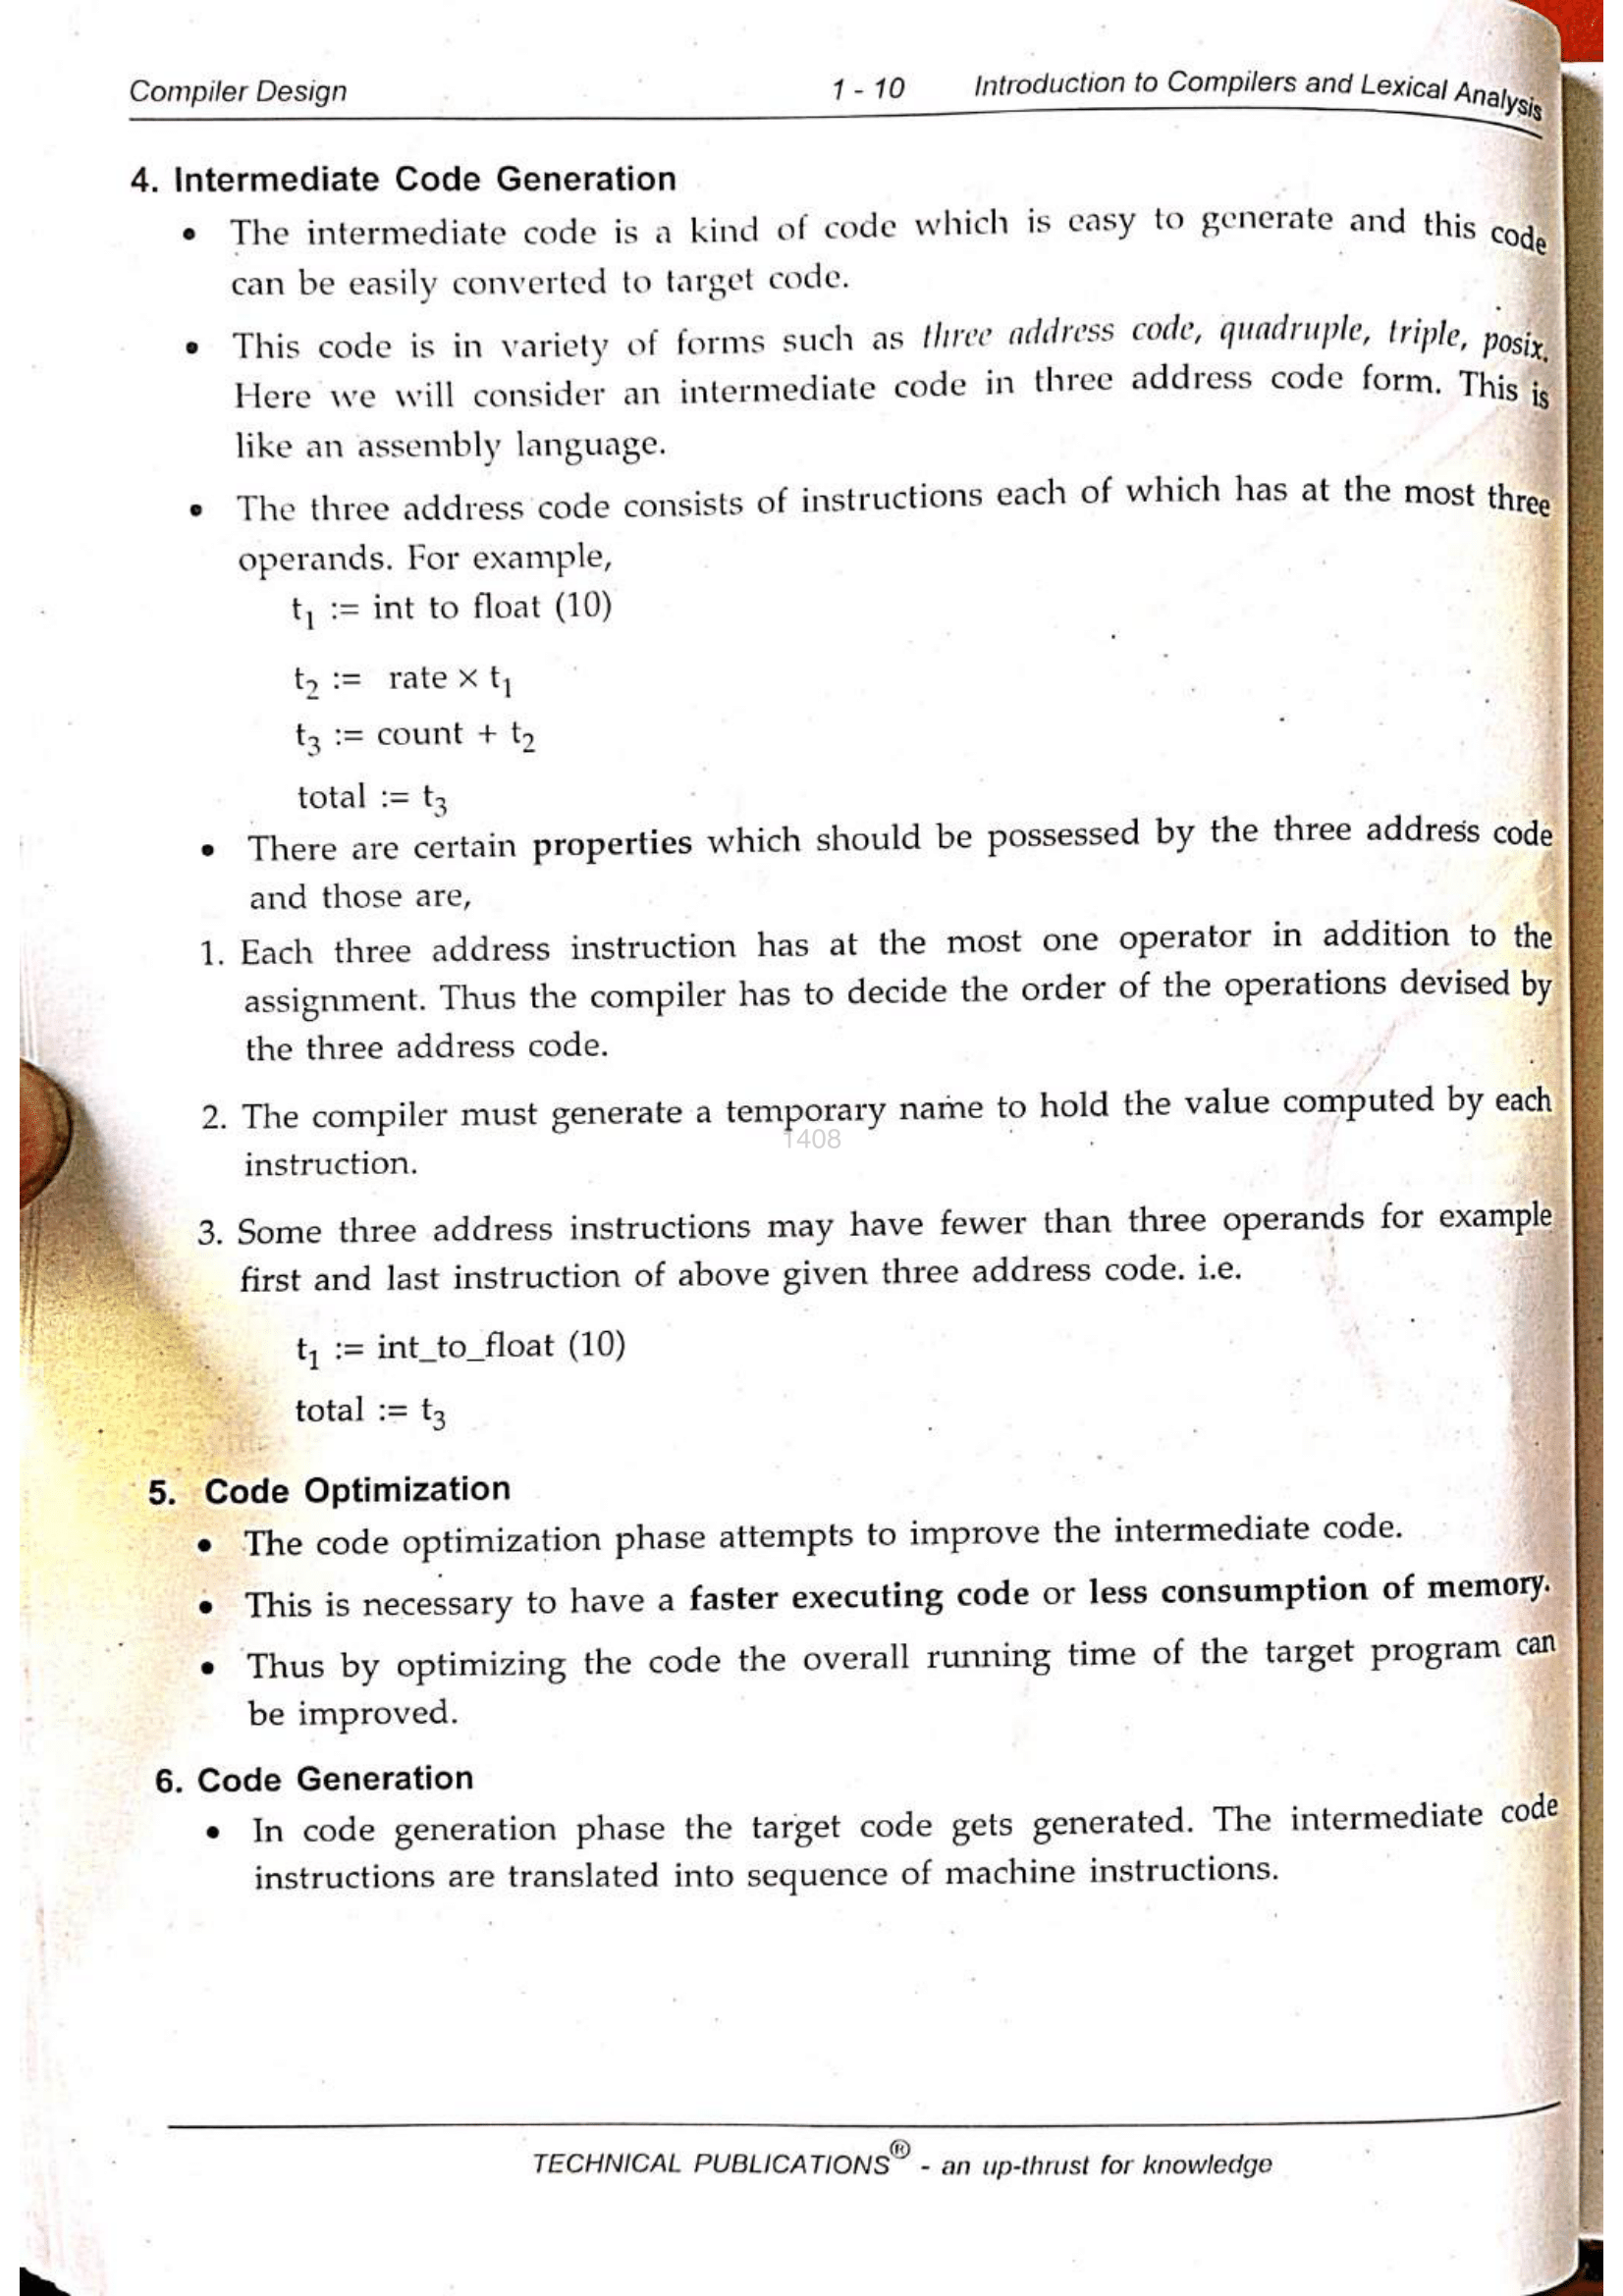 Compiler Design 1 - 10 Introduction to Compilers and Lexical Analysis
4. Intermediate Code Generation
• The intermediate code is a kind of code which is easy to generate and this code
can be easily converted to target code.
• This code is in variety of forms such as three address code, quadruple, triple, posix.
Here we will consider an intermediate code in three address code form. This is
like an assembly language.
• The three address code consists of instructions each of which has at the most three
operands. For example,
t₁ := int to float (10)
t₂ := rate × t₁
t₃ := count + t₂
total := t₃
• There are certain properties which should be possessed by the three address code
and those are,
1. Each three address instruction has at the most one operator in addition to the
assignment. Thus the compiler has to decide the order of the operations devised by
the three address code.
2. The compiler must generate a temporary name to hold the value computed by each
1408
instruction.
3. Some three address instructions may have fewer than three operands for example
first and last instruction of above given three address code. i.e.
t₁ := int_to_float (10)
total := t₃
5. Code Optimization
• The code optimization phase attempts to improve the intermediate code.
• This is necessary to have a faster executing code or less consumption of memory.
• Thus by optimizing the code the overall running time of the target program can
be improved.
6. Code Generation
• In code generation phase the target code gets generated. The intermediate code
instructions are translated into sequence of machine instructions.
TECHNICAL PUBLICATIONS® - an up-thrust for knowledge